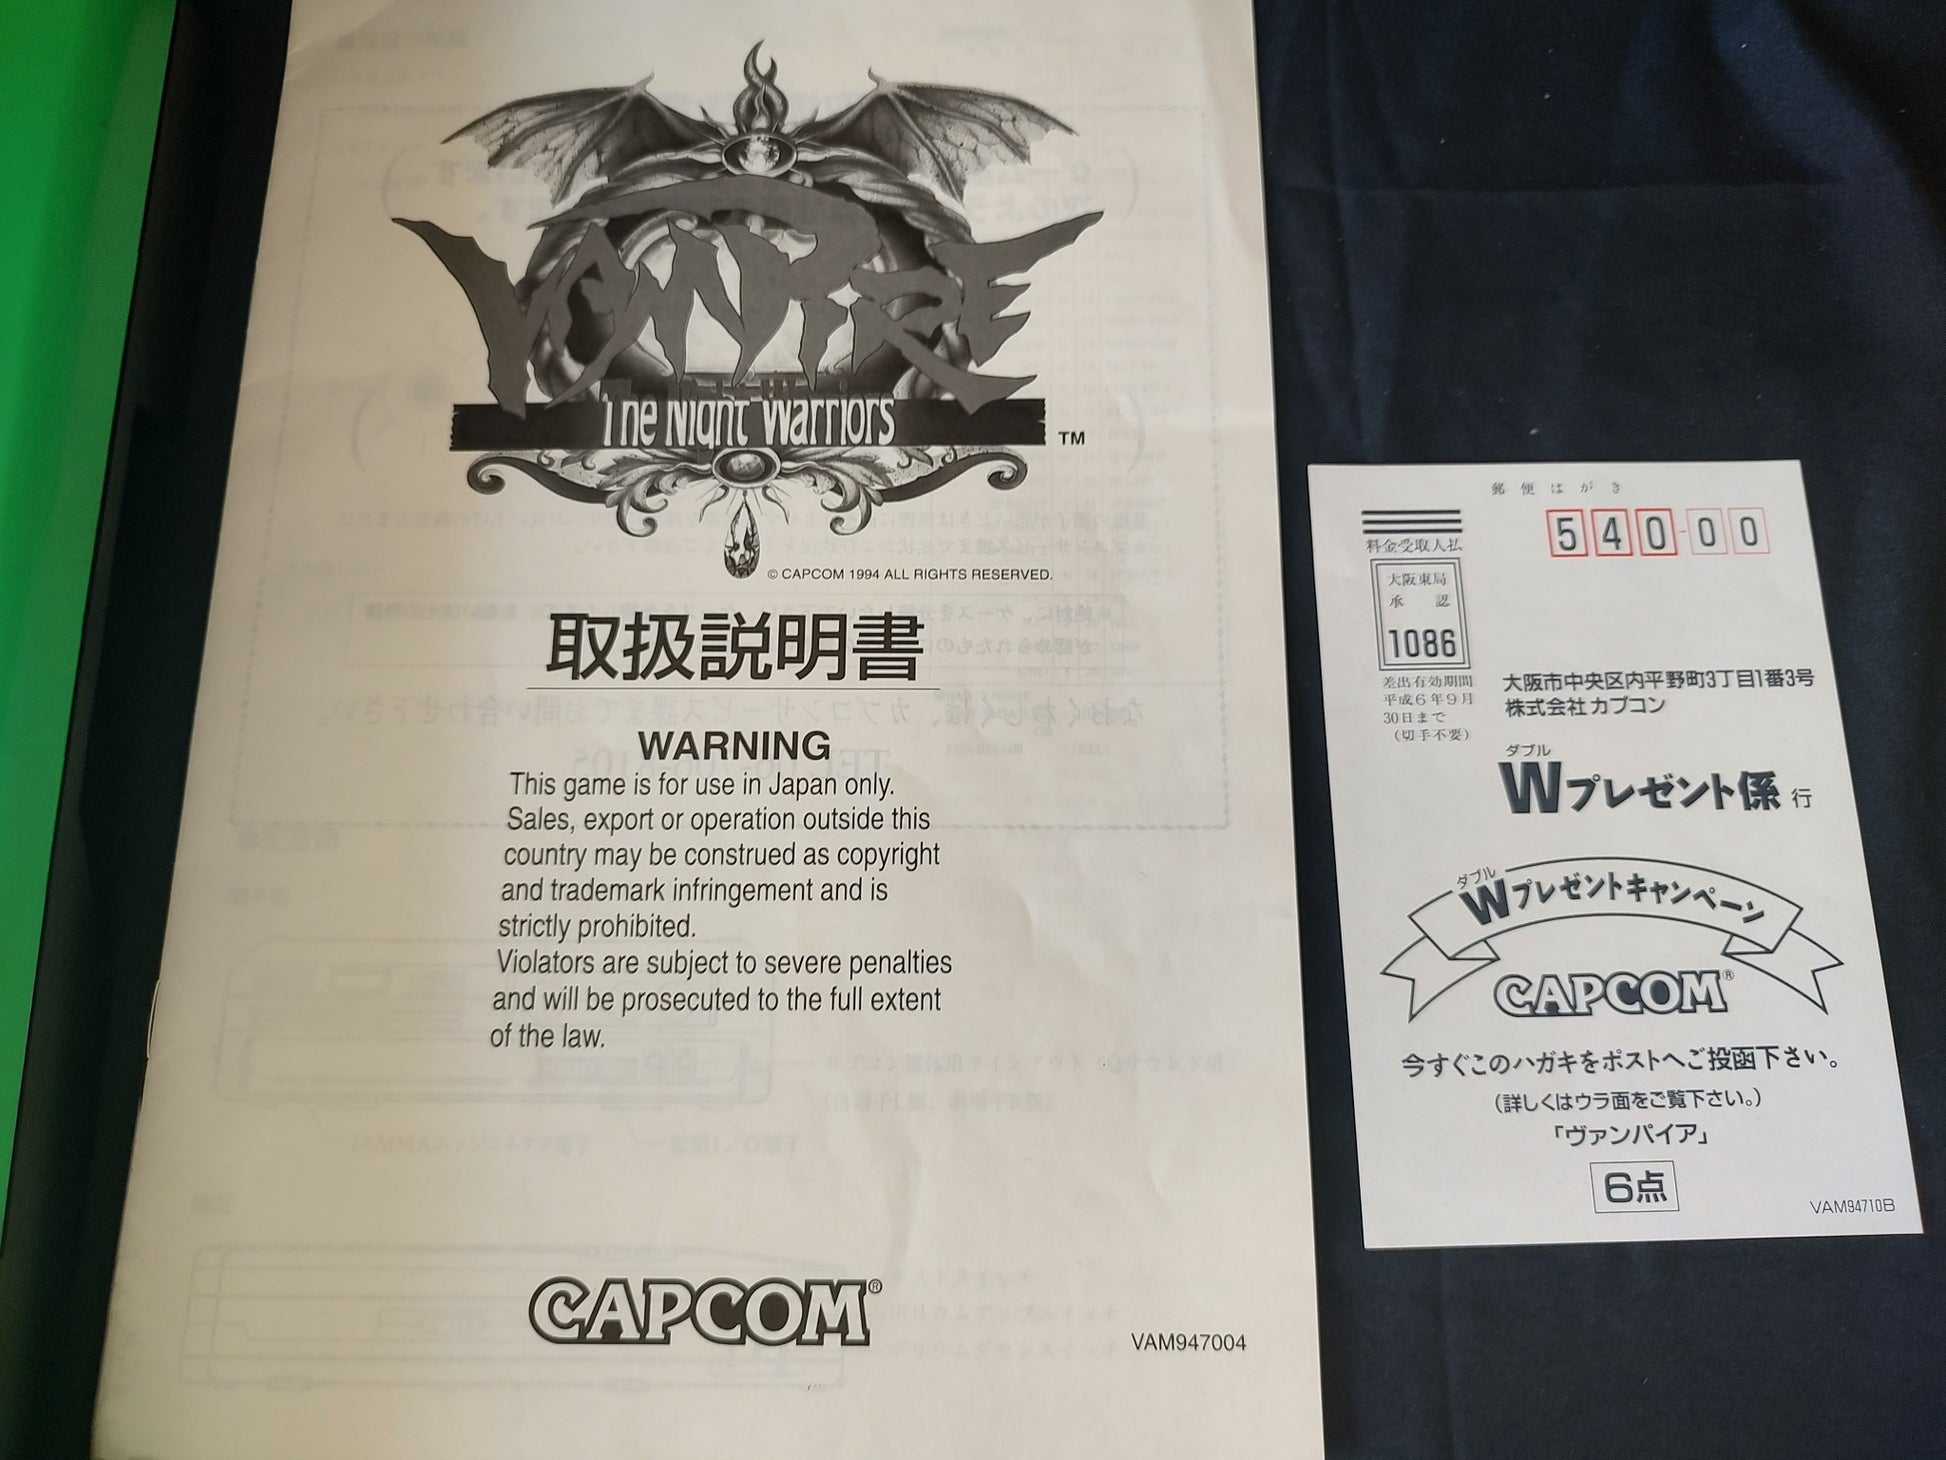 VAMPIRE
The Night Warriors
TM
© CAPCOM 1994 ALL RIGHTS RESERVED.
取扱説明書
WARNING
This game is for use in Japan only.
Sales, export or operation outside this
country may be construed as copyright
and trademark infringement and is
strictly prohibited.
Violators are subject to severe penalties
and will be prosecuted to the full extent
of the law.
CAPCOM®
VAM947004
郵便はがき
料金受取人払
540-00
大阪東局
承認
1086
差出有効期間
平成6年9月
30日まで
(切手不要)
大阪市中央区内平野町3丁目1番3号
株式会社カプコン
ダブル
Wプレゼント係 行
ダブル
Wプレゼントキャンペーン
CAPCOM®
今すぐこのハガキをポストへご投函下さい。
(詳しくはウラ面をご覧下さい。)
「ヴァンパイア」
6点
VAM94710B